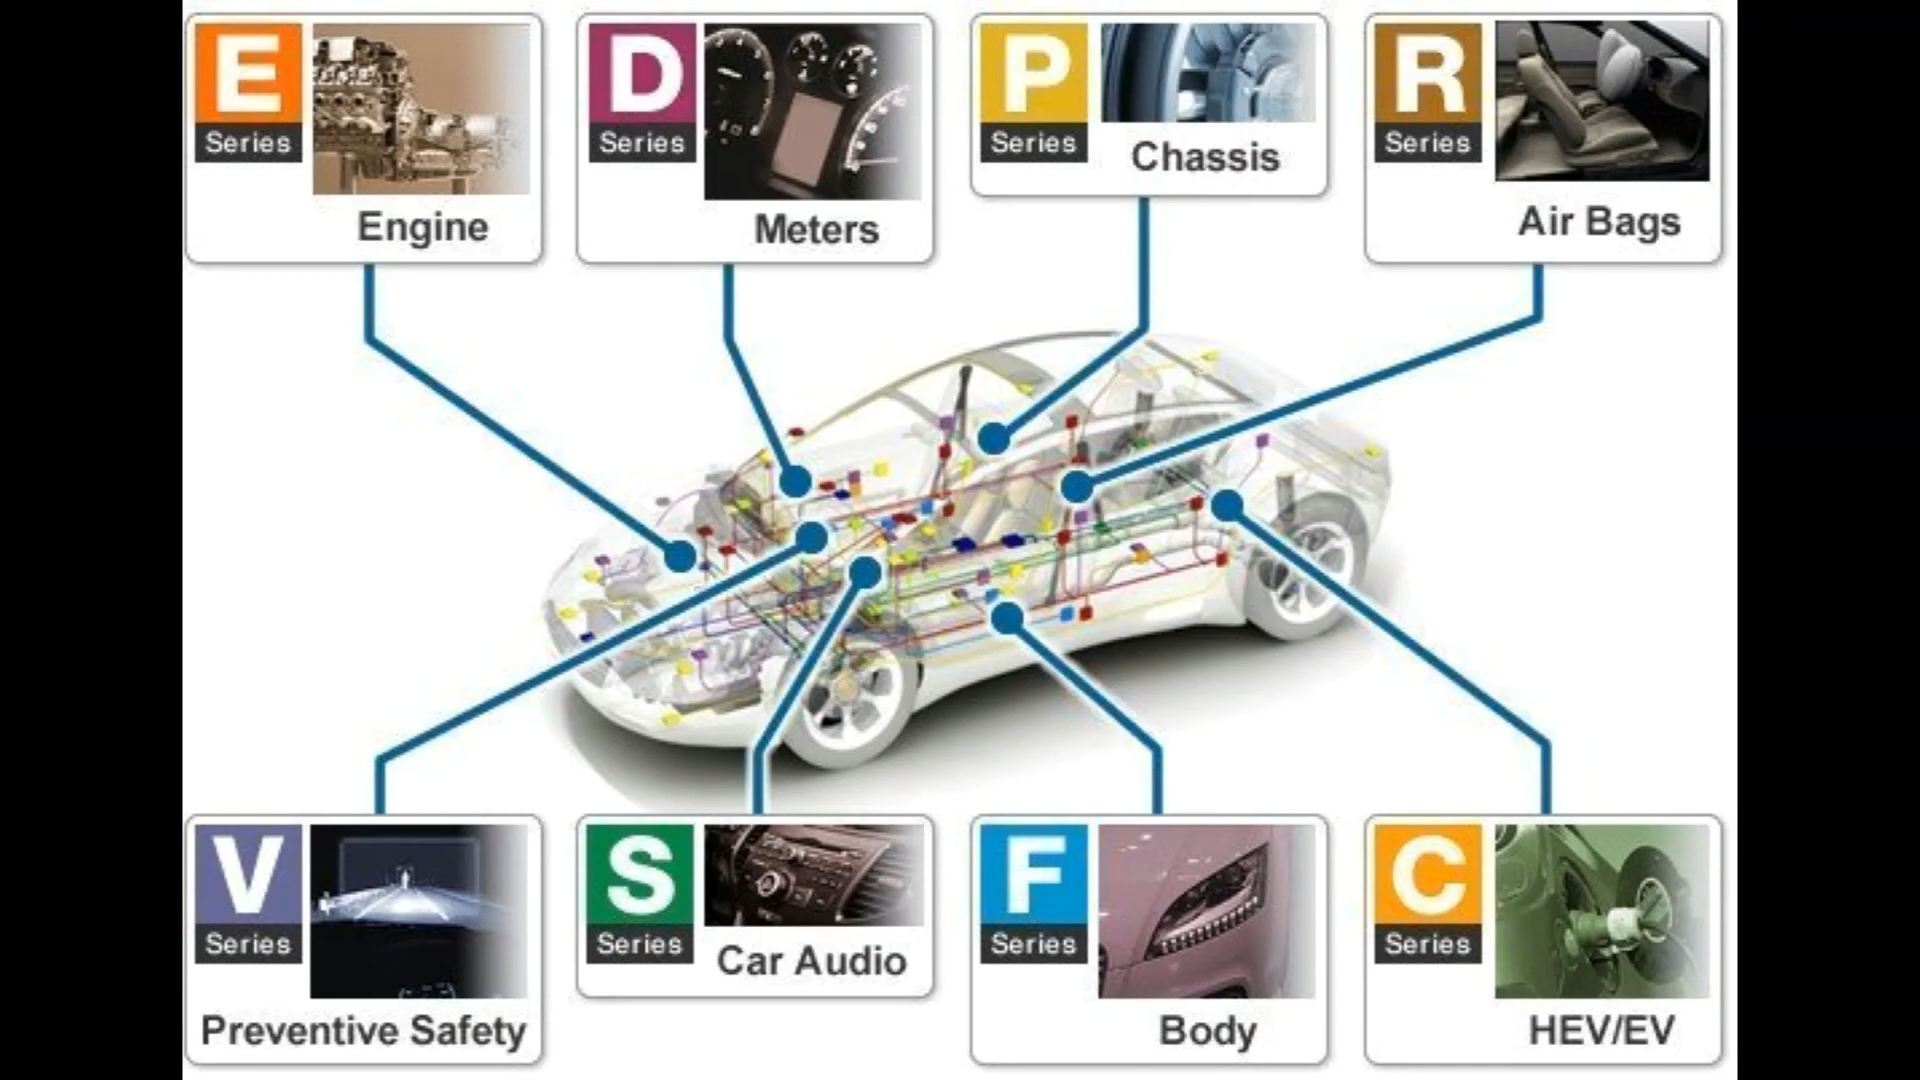 E
Series
Engine
D
Series
Meters
P
Series
Chassis
R
Series
Air Bags
V
Series
Preventive Safety
S
Series
Car Audio
F
Series
Body
C
Series
HEV/EV